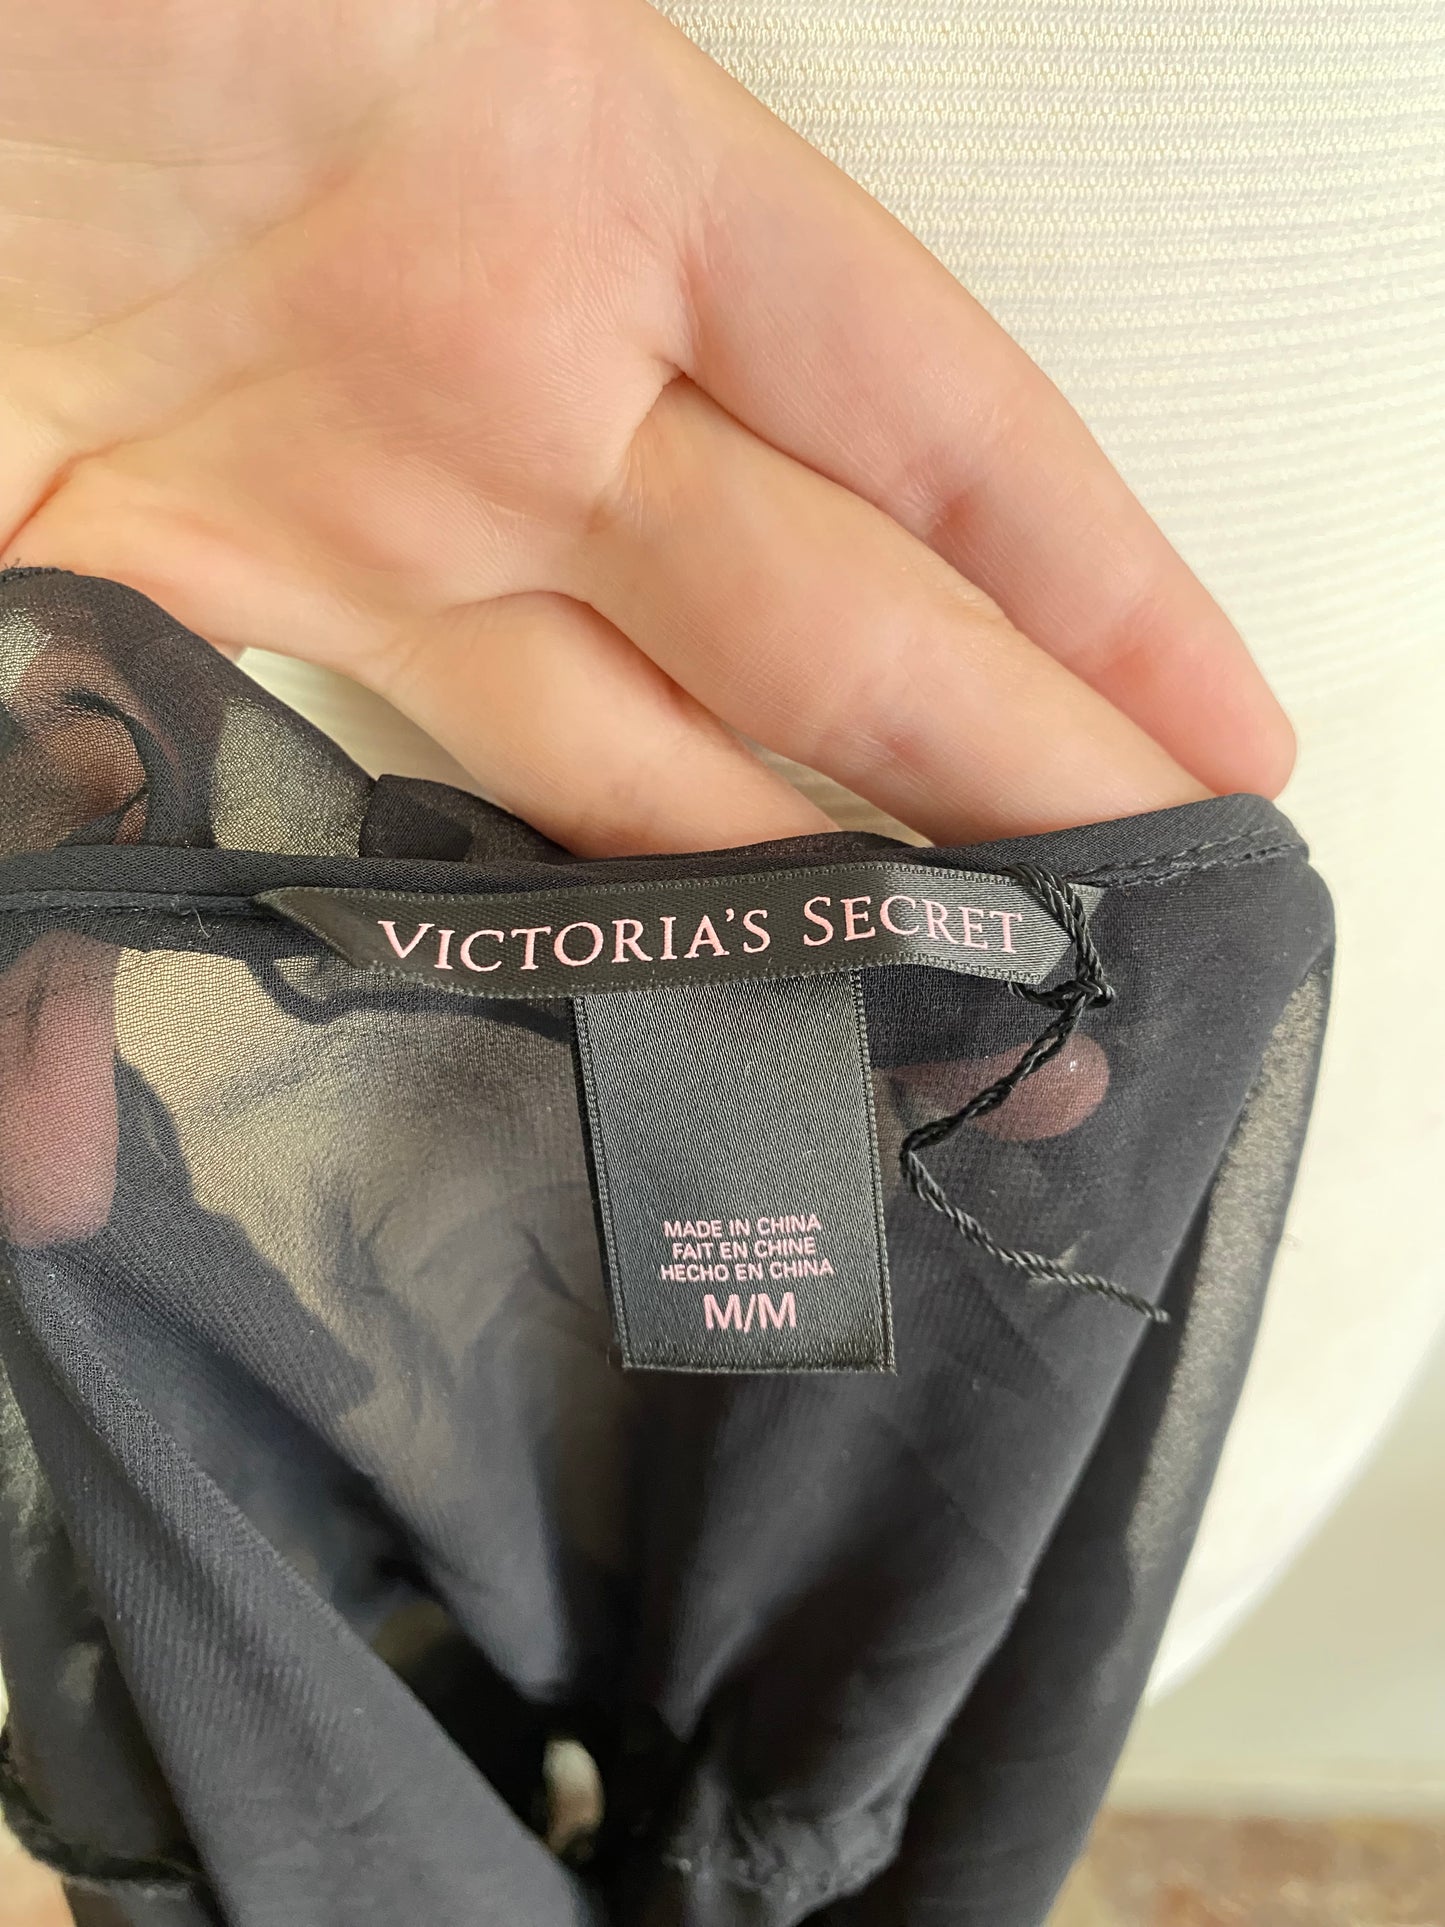 VICTORIA'S SECRET
MADE IN CHINA
FAIT EN CHINE
HECHO EN CHINA
M/M